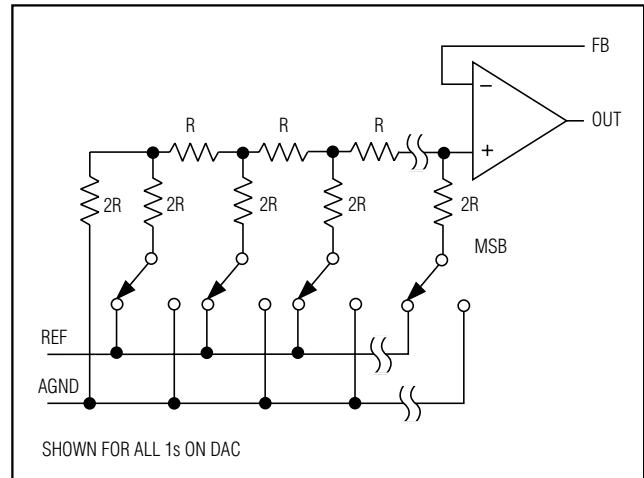 FB
−
OUT
R
R
R
+
2R
2R
2R
2R
2R
MSB
REF
AGND
SHOWN FOR ALL 1s ON DAC